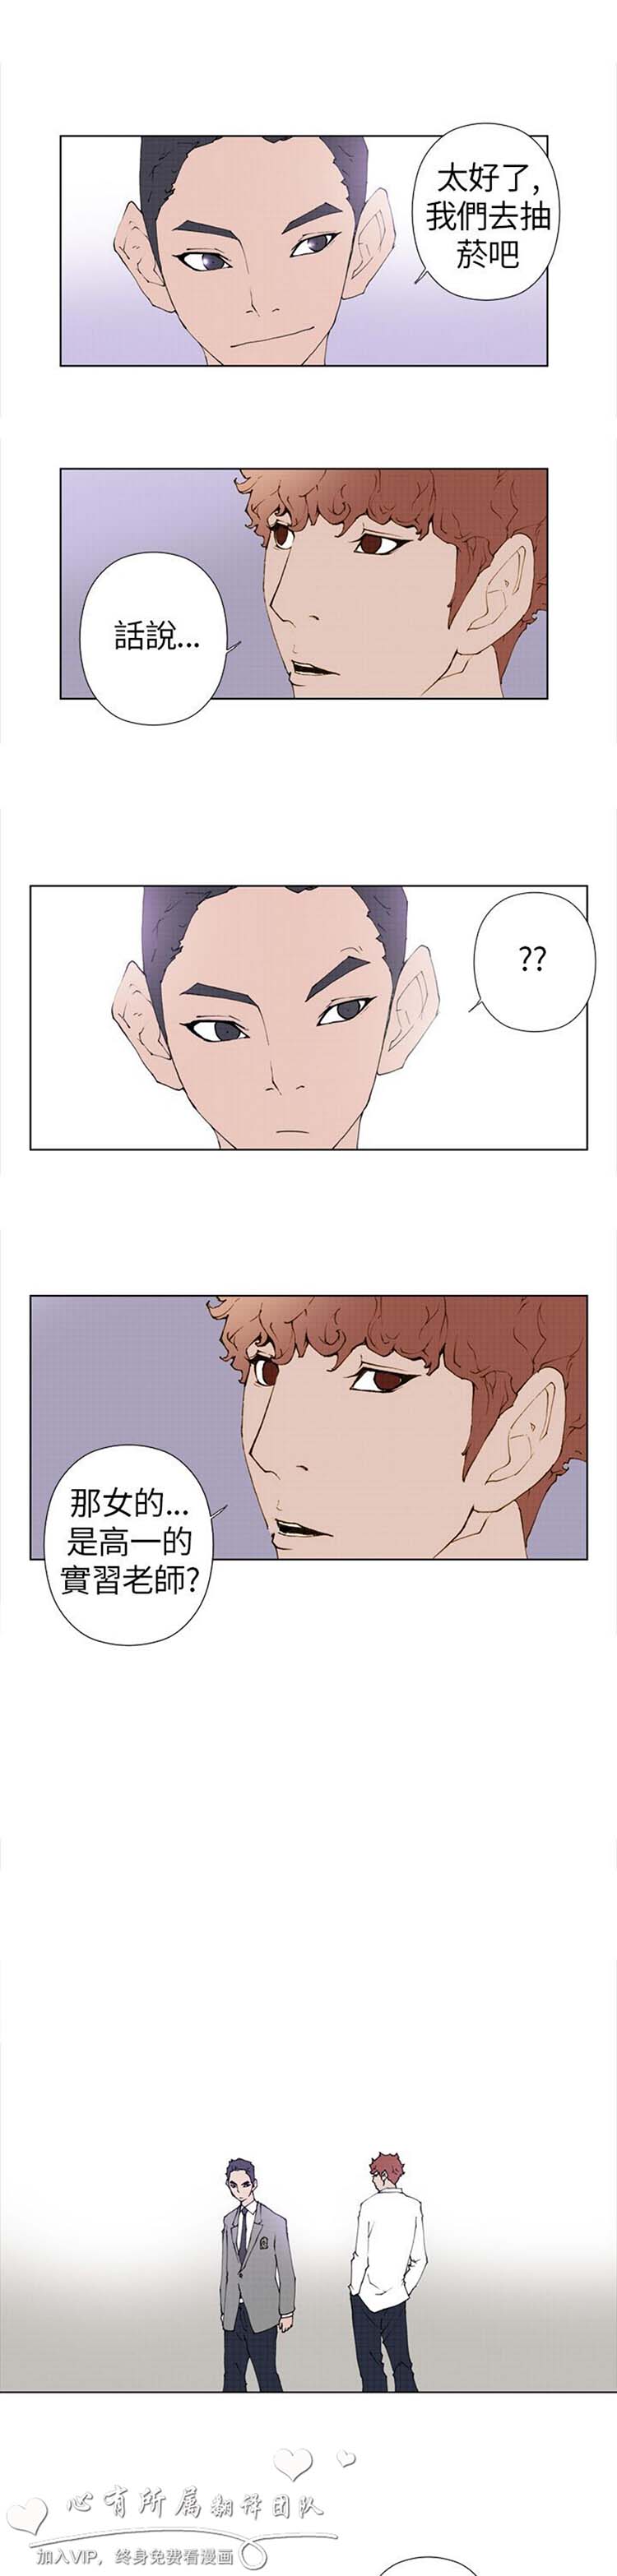 太好了,
我們去抽
菸吧
話說...
??
那女的...
是高一的
實習老師?
心有所属翻译团队
加入VIP，终身免费看漫画